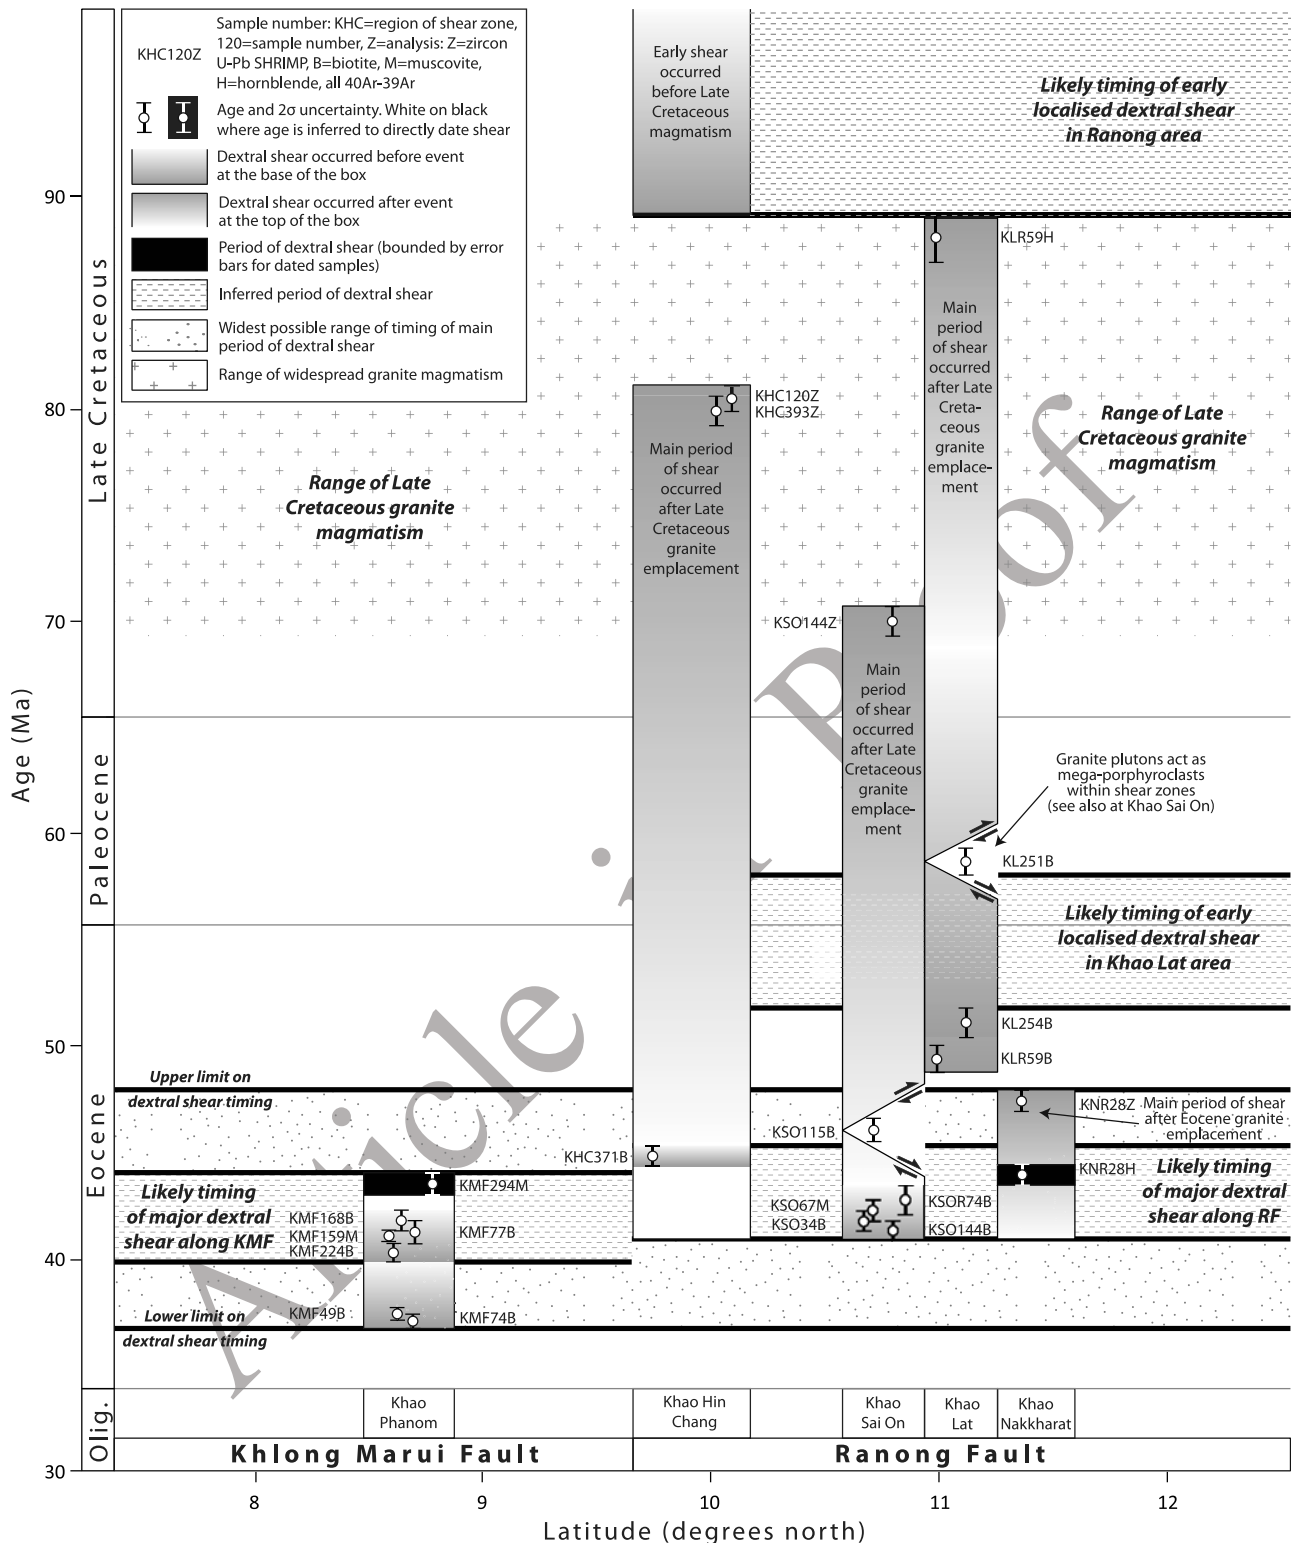 Sample number: KHC=region of shear zone,
120=sample number, Z=analysis: Z=zircon
U-Pb SHRIMP, B=biotite, M=muscovite,
H=hornblende, all 40Ar-39Ar
KHC120Z
Age and 2σ uncertainty. White on black
where age is inferred to directly date shear
Dextral shear occurred before event
at the base of the box
Dextral shear occurred after event
at the top of the box
Period of dextral shear (bounded by error
bars for dated samples)
Inferred period of dextral shear
Widest possible range of timing of main
period of dextral shear
Range of widespread granite magmatism
Early shear
occurred
before Late
Cretaceous
magmatism
Likely timing of early
localised dextral shear
in Ranong area
KLR59H
Main
period
of shear
occurred
after Late
Creta-
ceous
granite
emplace-
ment
KHC120Z
KHC393Z
Main period
of shear
occurred
after Late
Cretaceous
granite
emplacement
Range of Late
Cretaceous granite
magmatism
Range of Late
Cretaceous granite
magmatism
KSO144Z
Main
period
of shear
occurred
after Late
Cretaceous
granite
emplace-
ment
Granite plutons act as
mega-porphyroclasts
within shear zones
(see also at Khao Sai On)
KL251B
Likely timing of early
localised dextral shear
in Khao Lat area
KL254B
KLR59B
Upper limit on
dextral shear timing
KNR28Z
Main period of shear
after Eocene granite
emplacement
KSO115B
KHC371B
KNR28H
Likely timing
of major dextral
shear along RF
Likely timing
of major dextral
shear along KMF
KMF294M
KMF168B
KMF159M
KMF224B
KMF77B
KSO67M
KSO34B
KSOR74B
KSO144B
KMF49B
KMF74B
Lower limit on
dextral shear timing
Article in Proof
Age (Ma)
90
80
70
60
50
40
30
Late Cretaceous
Paleocene
Eocene
Olig.
Khao
Phanom
Khao Hin
Chang
Khao
Sai On
Khao
Lat
Khao
Nakkharat
Khlong Marui Fault
Ranong Fault
8
9
10
11
12
Latitude (degrees north)